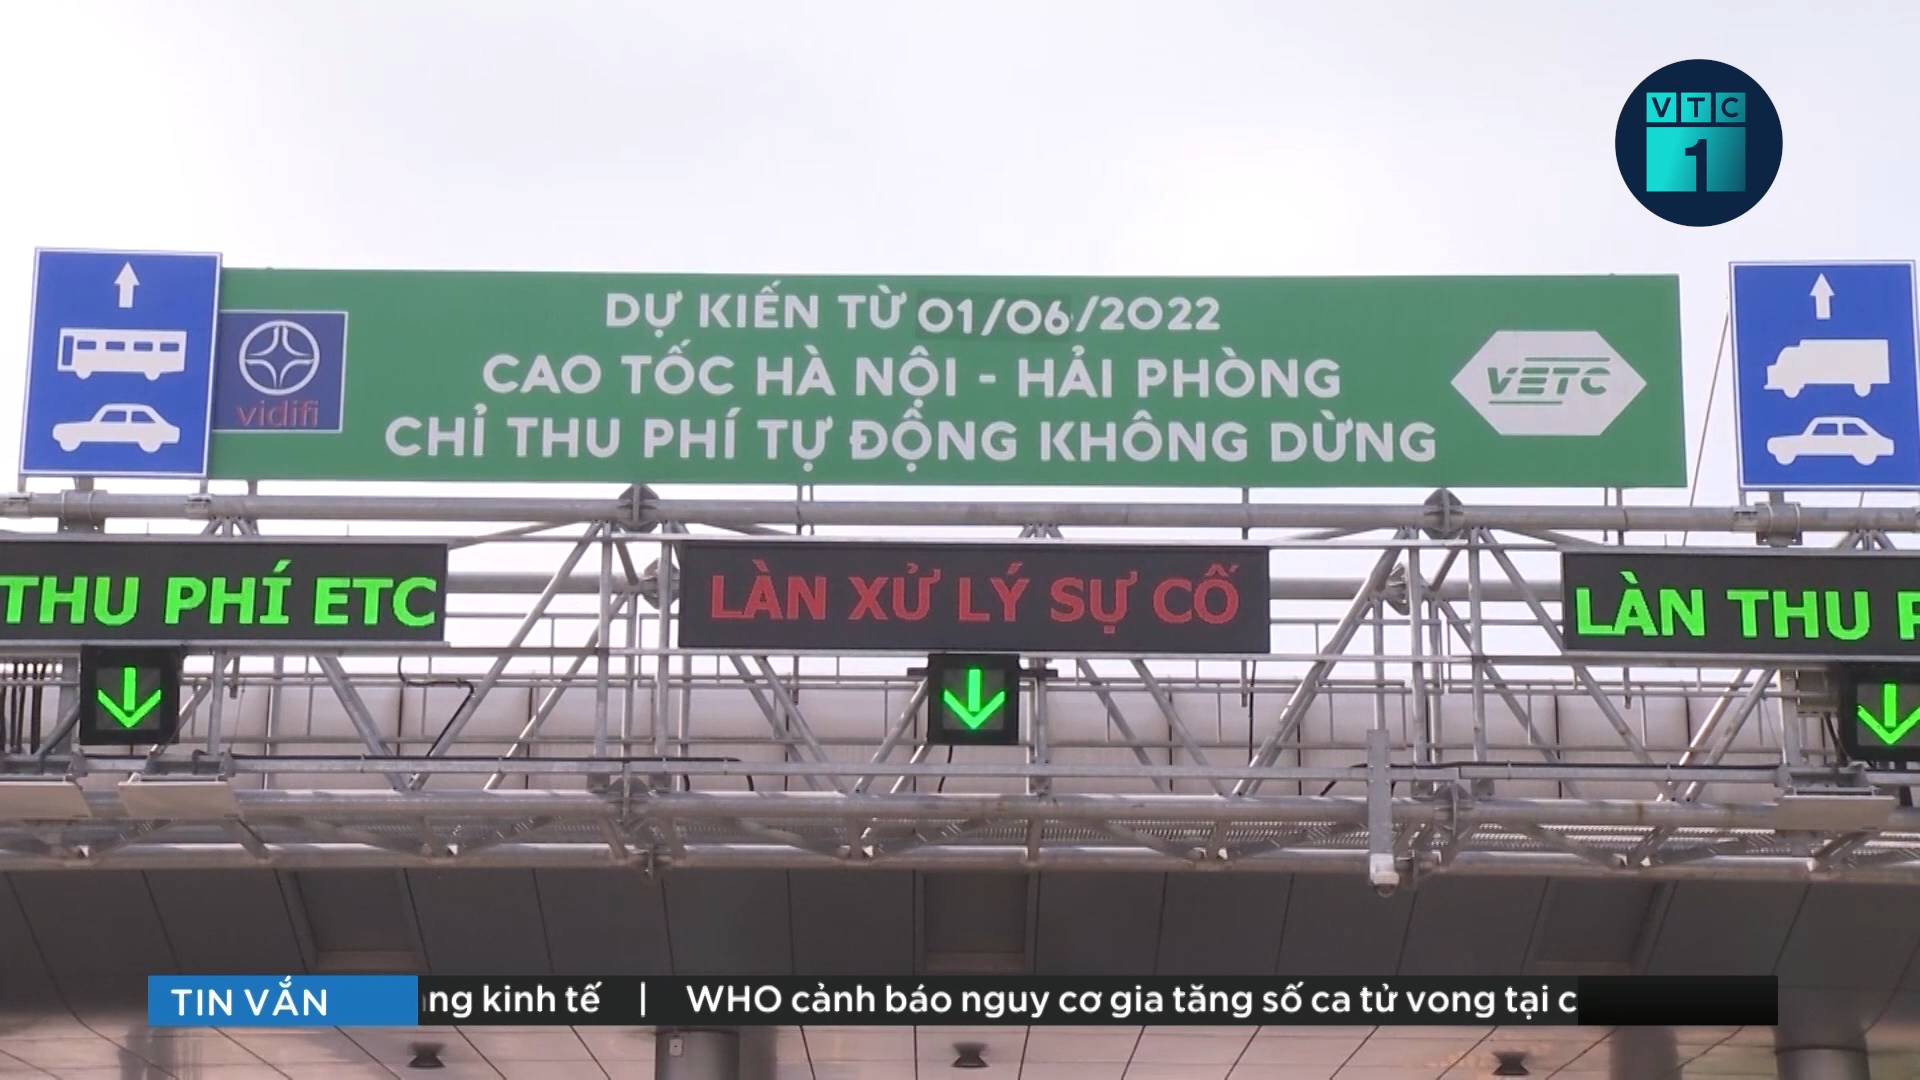 VTC
1
DỰ KIẾN TỪ 01/06/2022
CAO TỐC HÀ NỘI - HẢI PHÒNG
CHỈ THU PHÍ TỰ ĐỘNG KHÔNG DỪNG
vidifi
VETC
THU PHÍ ETC
LÀN XỬ LÝ SỰ CỐ
LÀN THU P
TIN VẮN
ng kinh tế | WHO cảnh báo nguy cơ gia tăng số ca tử vong tại c